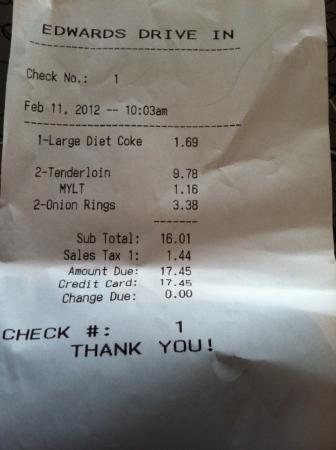 EDWARDS DRIVE IN
Check No.: 1
Feb 11, 2012 -- 10:03am
1-Large Diet Coke 1.69
2-Tenderloin 9.78
MYLT 1.16
2-Onion Rings 3.38
Sub Total: 16.01
Sales Tax 1: 1.44
Amount Due: 17.45
Credit Card: 17.45
Change Due: 0.00
CHECK #: 1
THANK YOU!